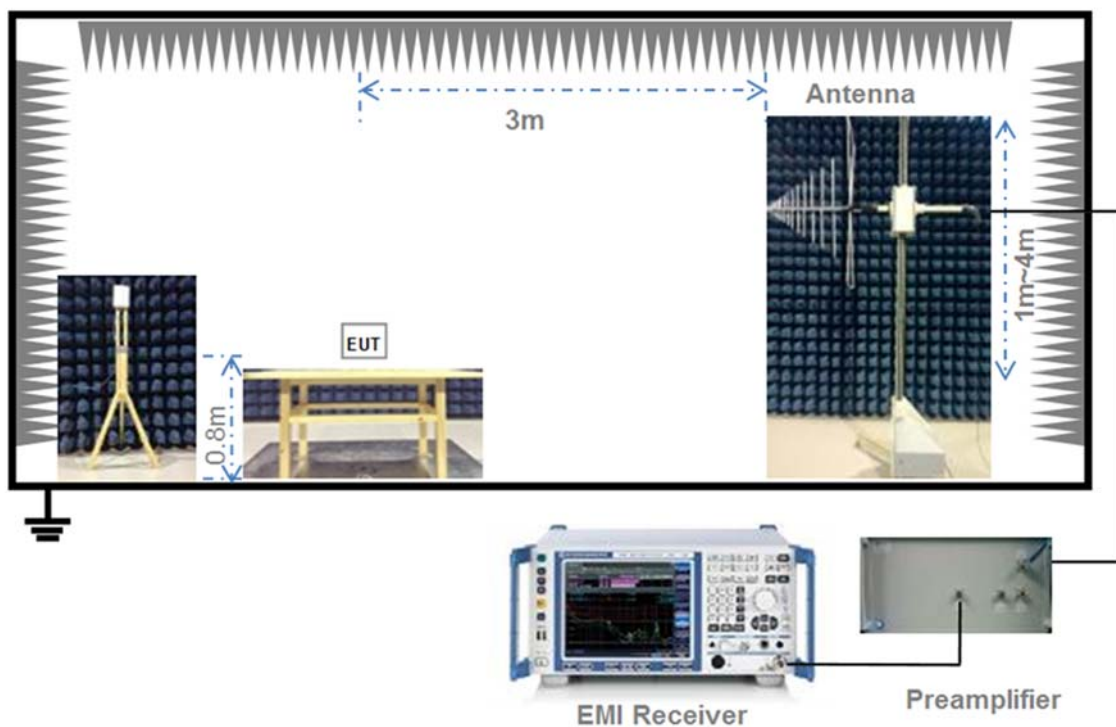 3m
Antenna
1m~4m
EUT
0.8m
EMI Receiver
Preamplifier